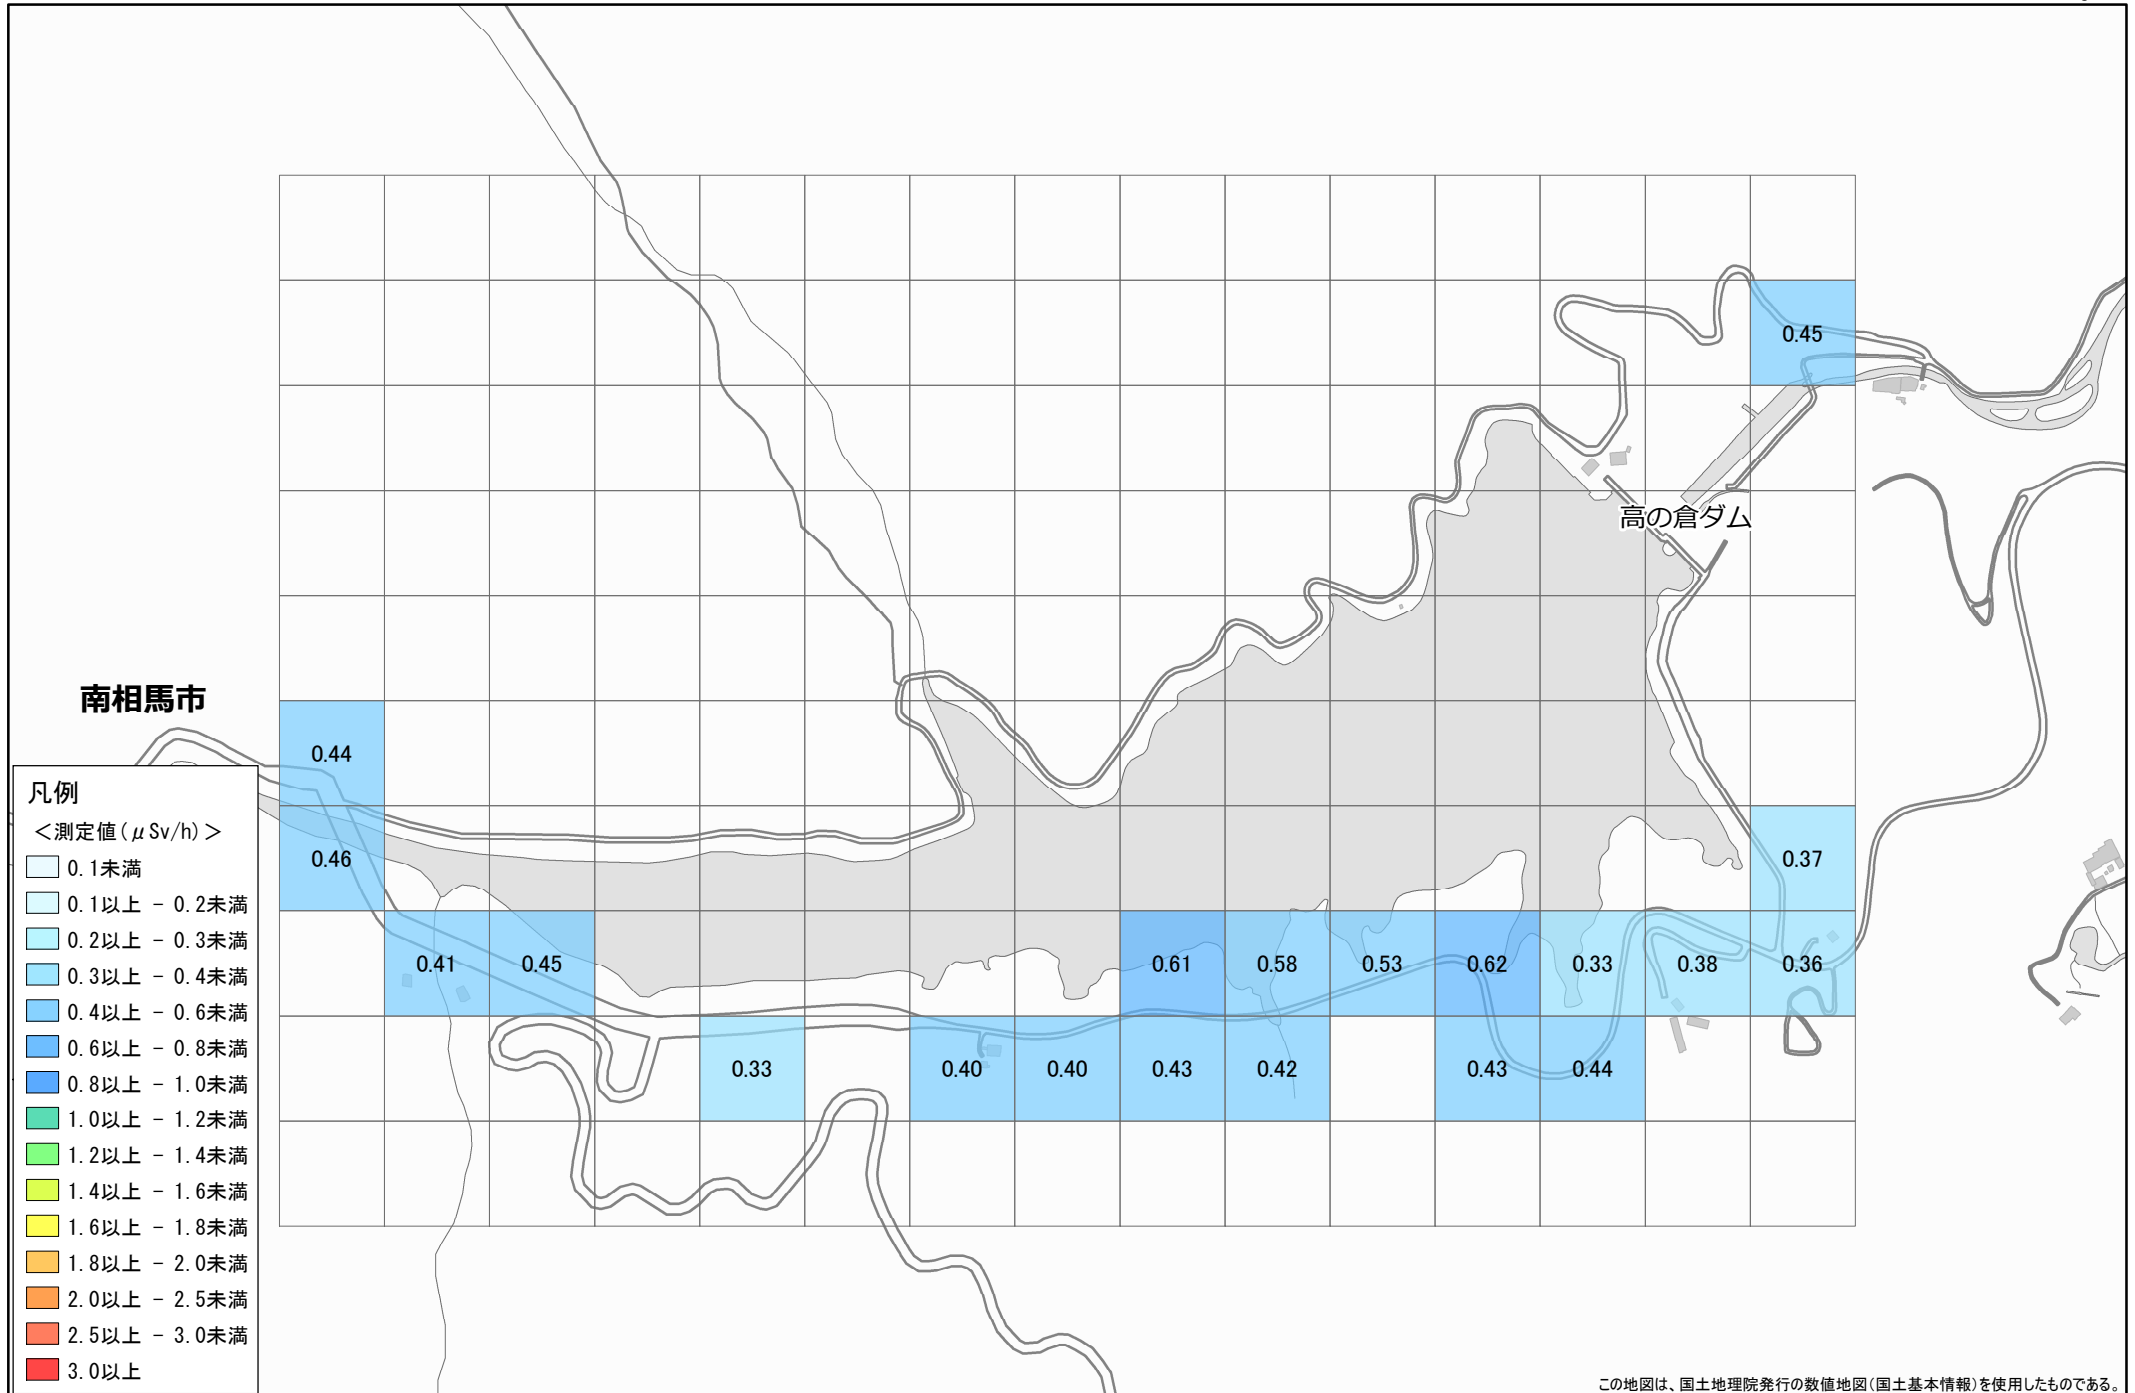 0.45
高の倉ダム
南相馬市
0.44
0.46
0.37
0.41
0.45
0.61
0.58
0.53
0.62
0.33
0.38
0.36
0.33
0.40
0.40
0.43
0.42
0.43
0.44
凡例
＜測定値(μSv/h)＞
0.1未満
0.1以上 - 0.2未満
0.2以上 - 0.3未満
0.3以上 - 0.4未満
0.4以上 - 0.6未満
0.6以上 - 0.8未満
0.8以上 - 1.0未満
1.0以上 - 1.2未満
1.2以上 - 1.4未満
1.4以上 - 1.6未満
1.6以上 - 1.8未満
1.8以上 - 2.0未満
2.0以上 - 2.5未満
2.5以上 - 3.0未満
3.0以上
この地図は、国土地理院発行の数値地図(国土基本情報)を使用したものである。